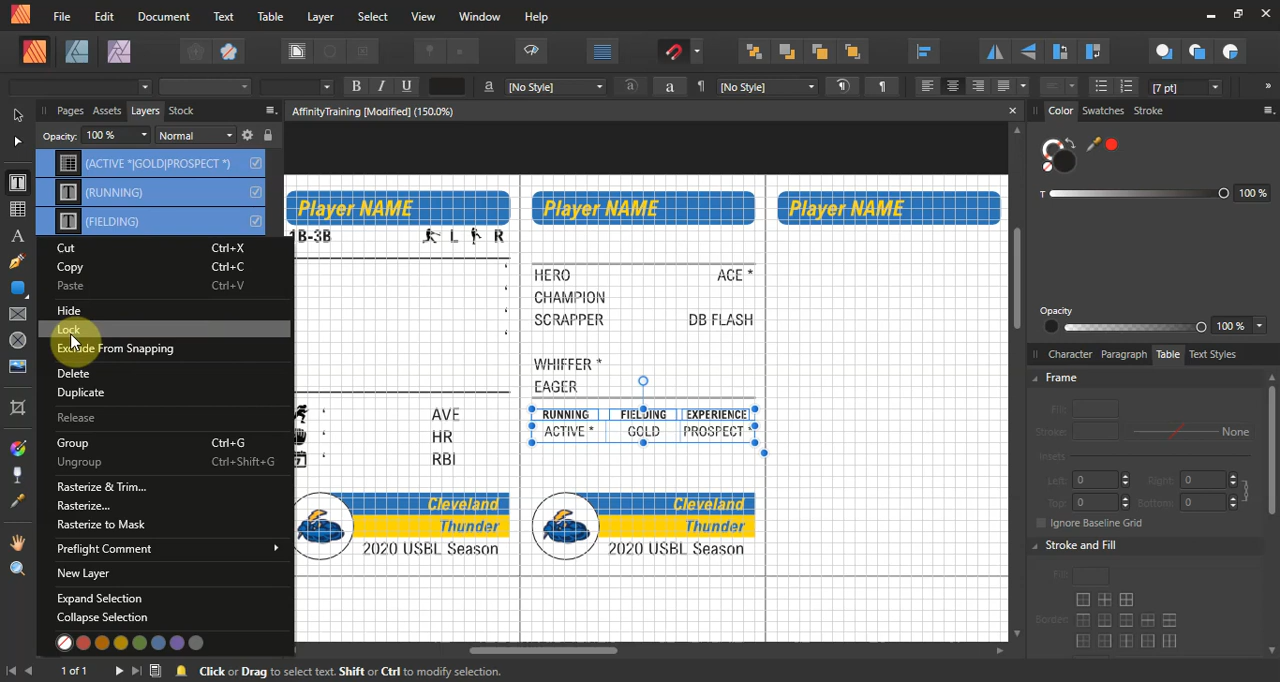 File Edit Document Text Table Layer Select View Window Help
B I U a [No Style] a a ¶ [No Style] ¶ ¶ [7 pt] »
Pages Assets Layers Stock
AffinityTraining [Modified] (150.0%)
Opacity: 100 % Normal
(ACTIVE *|GOLD|PROSPECT *)
(RUNNING)
(FIELDING)
Cut Ctrl+X
Copy Ctrl+C
Paste Ctrl+V
Hide
Lock
Exclude From Snapping
Delete
Duplicate
Release
Group Ctrl+G
Ungroup Ctrl+Shift+G
Rasterize & Trim...
Rasterize...
Rasterize to Mask
Preflight Comment
New Layer
Expand Selection
Collapse Selection
Player NAME Player NAME Player NAME
1B-3B L R
HERO ACE *
CHAMPION
SCRAPPER DB FLASH
WHIFFER *
EAGER
AVE
HR
RBI
RUNNING FIELDING EXPERIENCE
ACTIVE * GOLD PROSPECT *
Cleveland
Thunder
2020 USBL Season
Cleveland
Thunder
2020 USBL Season
Color Swatches Stroke
T 100 %
Opacity
100 %
Character Paragraph Table Text Styles
Frame
Fill:
Stroke: None
Insets
Left: 0 Right: 0
Top: 0 Bottom: 0
Ignore Baseline Grid
Stroke and Fill
Fill:
Border:
1 of 1 Click or Drag to select text. Shift or Ctrl to modify selection.